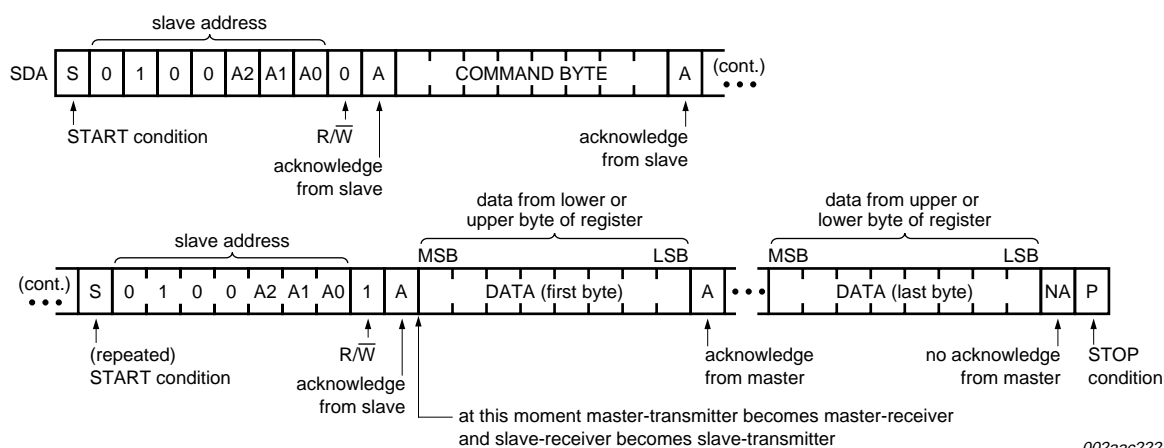 slave address
SDA S 0 1 0 0 A2 A1 A0 0 A COMMAND BYTE A (cont.)
START condition R/W acknowledge from slave acknowledge from slave
data from lower or upper byte of register data from upper or lower byte of register
slave address MSB LSB MSB LSB
(cont.) S 0 1 0 0 A2 A1 A0 1 A DATA (first byte) A DATA (last byte) NA P
(repeated) START condition R/W acknowledge from slave acknowledge from master no acknowledge from master STOP condition
at this moment master-transmitter becomes master-receiver
and slave-receiver becomes slave-transmitter
002aac222